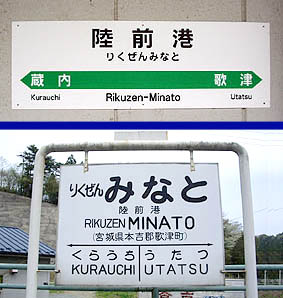 陸前港
りくぜんみなと
蔵内 歌津
Kurauchi Rikuzen-Minato Utatsu
りくぜん みなと
陸前港
RIKUZEN MINATO
(宮城県本吉郡歌津町)
くらうち うたつ
KURAUCHI UTATSU